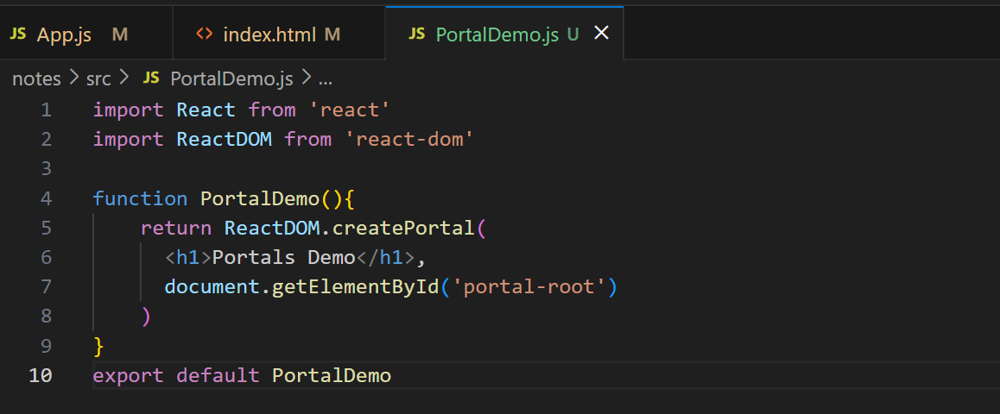 JS App.js M <> index.html M JS PortalDemo.js U ×
notes > src > JS PortalDemo.js > ...
1 import React from 'react'
2 import ReactDOM from 'react-dom'
3
4 function PortalDemo(){
5     return ReactDOM.createPortal(
6       <h1>Portals Demo</h1>,
7       document.getElementById('portal-root')
8     )
9 }
10 export default PortalDemo